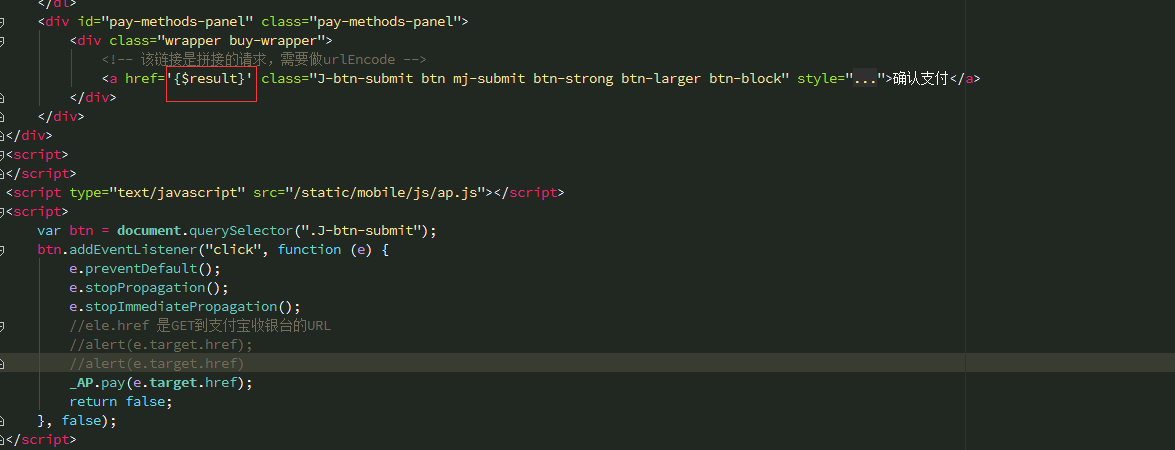 </dl>
<div id="pay-methods-panel" class="pay-methods-panel">
<div class="wrapper buy-wrapper">
<!-- 该链接是拼接的请求，需要做urlEncode -->
<a href='{$result}' class="J-btn-submit btn mj-submit btn-strong btn-larger btn-block" style="...">确认支付</a>
</div>
</div>
</div>
<script>
</script>
<script type="text/javascript" src="/static/mobile/js/ap.js"></script>
<script>
var btn = document.querySelector(".J-btn-submit");
btn.addEventListener("click", function (e) {
e.preventDefault();
e.stopPropagation();
e.stopImmediatePropagation();
//ele.href 是GET到支付宝收银台的URL
//alert(e.target.href);
//alert(e.target.href)
_AP.pay(e.target.href);
return false;
}, false);
</script>